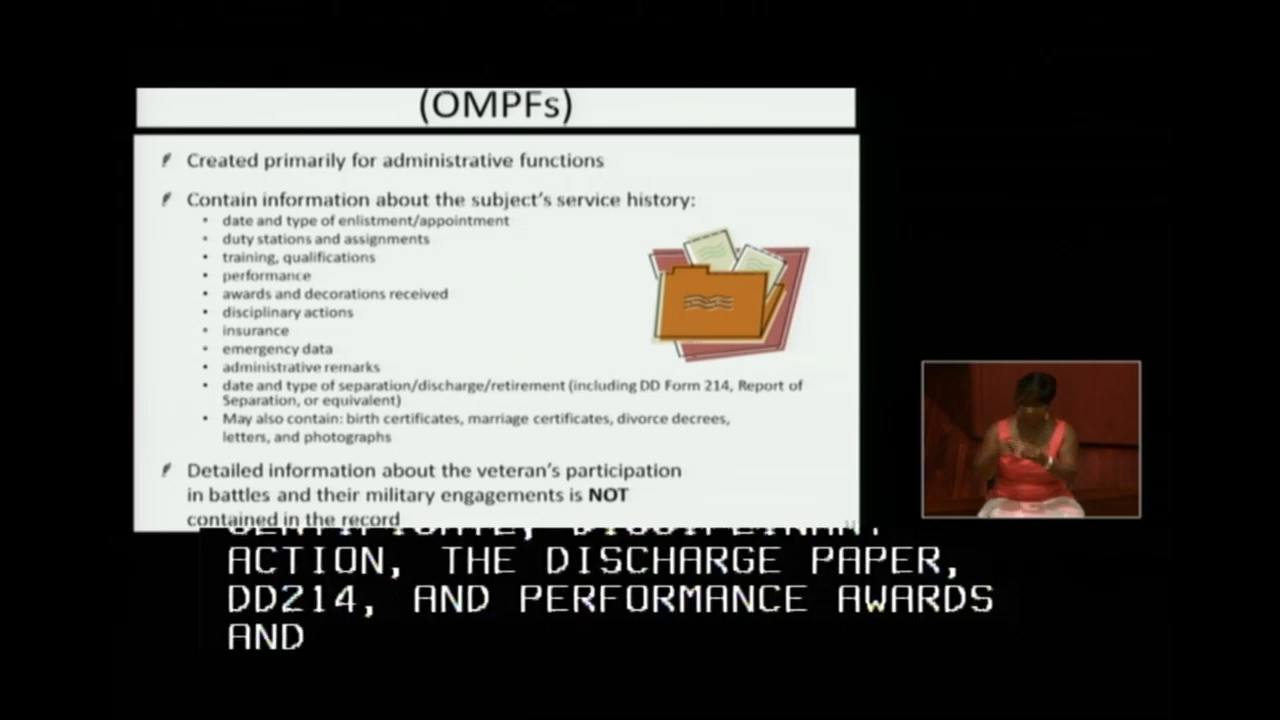 (OMPFs)
Created primarily for administrative functions
Contain information about the subject's service history:
• date and type of enlistment/appointment
• duty stations and assignments
• training, qualifications
• performance
• awards and decorations received
• disciplinary actions
• insurance
• emergency data
• administrative remarks
• date and type of separation/discharge/retirement (including DD Form 214, Report of
Separation, or equivalent)
• May also contain: birth certificates, marriage certificates, divorce decrees,
letters, and photographs
Detailed information about the veteran's participation
in battles and their military engagements is NOT
contained in the record
ACTION, THE DISCHARGE PAPER,
DD214, AND PERFORMANCE AWARDS
AND